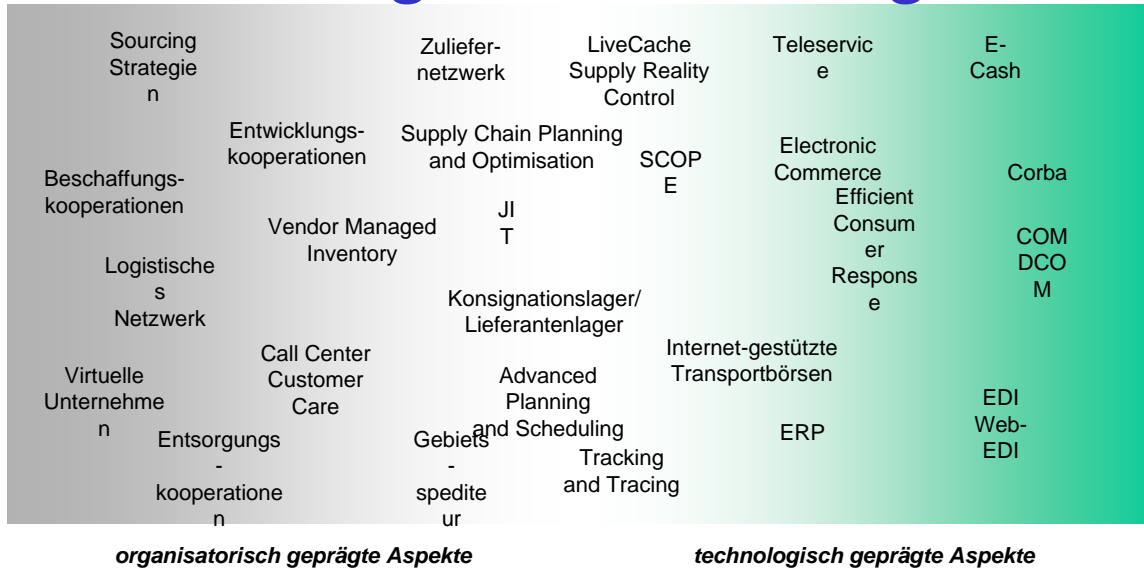 Sourcing
Strategie
n
Zuliefer-
netzwerk
LiveCache
Supply Reality
Control
Teleservic
e
E-
Cash
Entwicklungs-
kooperationen
Supply Chain Planning
and Optimisation
SCOP
E
Electronic
Commerce
Corba
Beschaffungs-
kooperationen
Vendor Managed
Inventory
JI
T
Efficient
Consum
er
Respons
e
COM
DCO
M
Logistische
s
Netzwerk
Konsignationslager/
Lieferantenlager
Call Center
Customer
Care
Internet-gestützte
Transportbörsen
Virtuelle
Unternehme
n
Advanced
Planning
and Scheduling
EDI
Web-
EDI
Entsorgungs
-
kooperatione
n
Gebiets
-
spedite
ur
Tracking
and Tracing
ERP
organisatorisch geprägte Aspekte
technologisch geprägte Aspekte